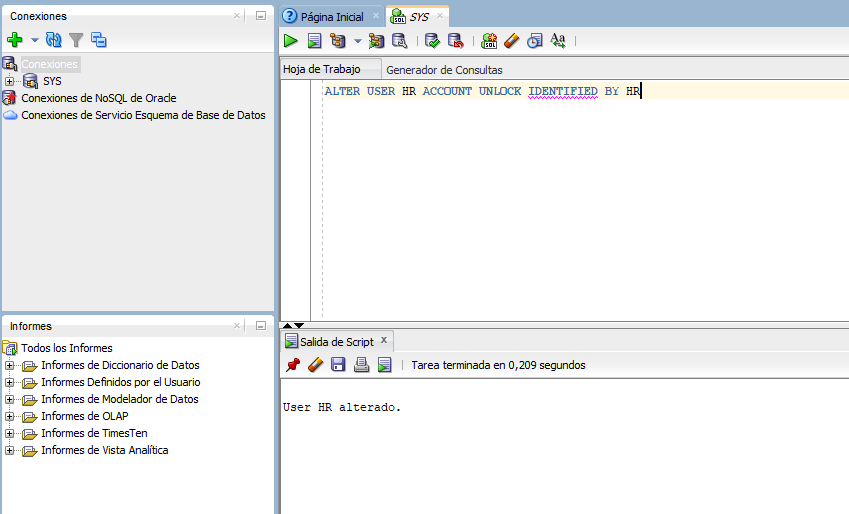 Conexiones
Conexiones
SYS
Conexiones de NoSQL de Oracle
Conexiones de Servicio Esquema de Base de Datos
Informes
Todos los Informes
Informes de Diccionario de Datos
Informes Definidos por el Usuario
Informes de Modelador de Datos
Informes de OLAP
Informes de TimesTen
Informes de Vista Analítica
Página Inicial
SYS
Hoja de Trabajo
Generador de Consultas
ALTER USER HR ACCOUNT UNLOCK IDENTIFIED BY HR
Salida de Script
Tarea terminada en 0,209 segundos
User HR alterado.